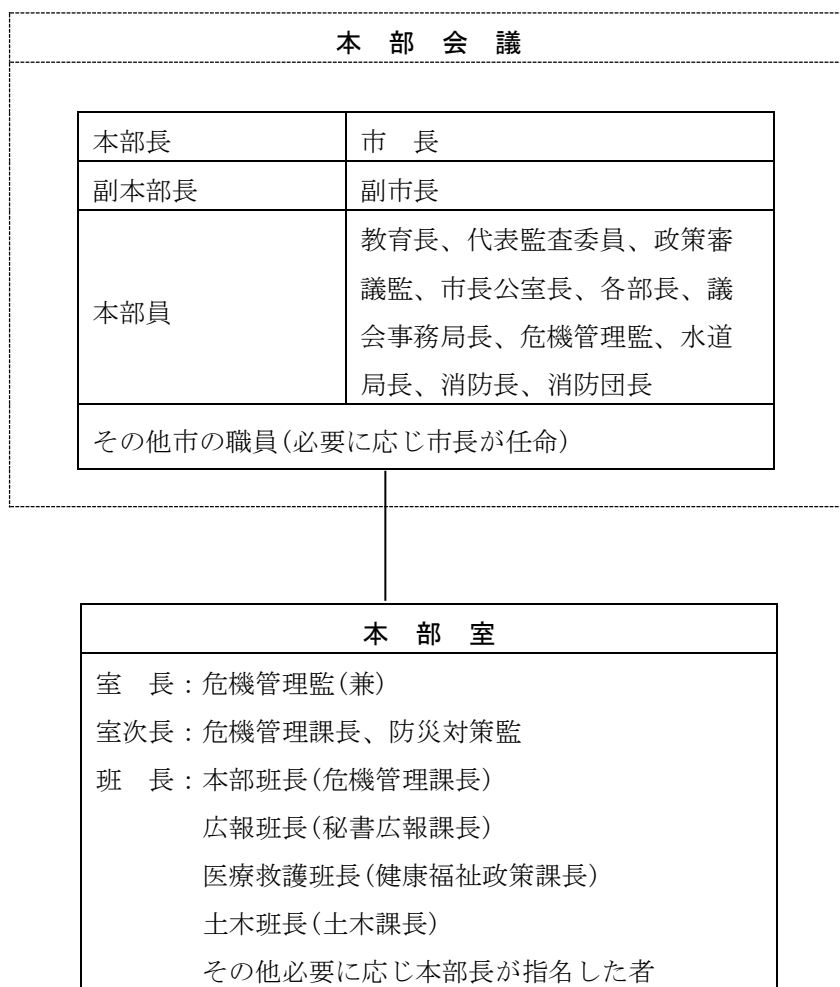 本 部 会 議
本部長
市 長
副本部長
副市長
本部員
教育長、代表監査委員、政策審
議監、市長公室長、各部長、議
会事務局長、危機管理監、水道
局長、消防長、消防団長
その他市の職員(必要に応じ市長が任命)
本 部 室
室 長：危機管理監(兼)
室次長：危機管理課長、防災対策監
班 長：本部班長(危機管理課長)
広報班長(秘書広報課長)
医療救護班長(健康福祉政策課長)
土木班長(土木課長)
その他必要に応じ本部長が指名した者